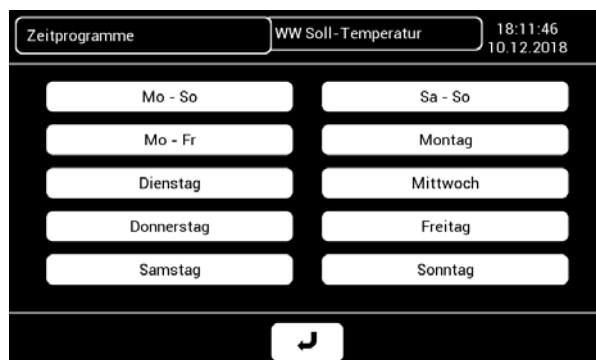 Zeitprogramme WW Soll-Temperatur 18:11:46
10.12.2018
Mo - So Sa - So
Mo - Fr Montag
Dienstag Mittwoch
Donnerstag Freitag
Samstag Sonntag